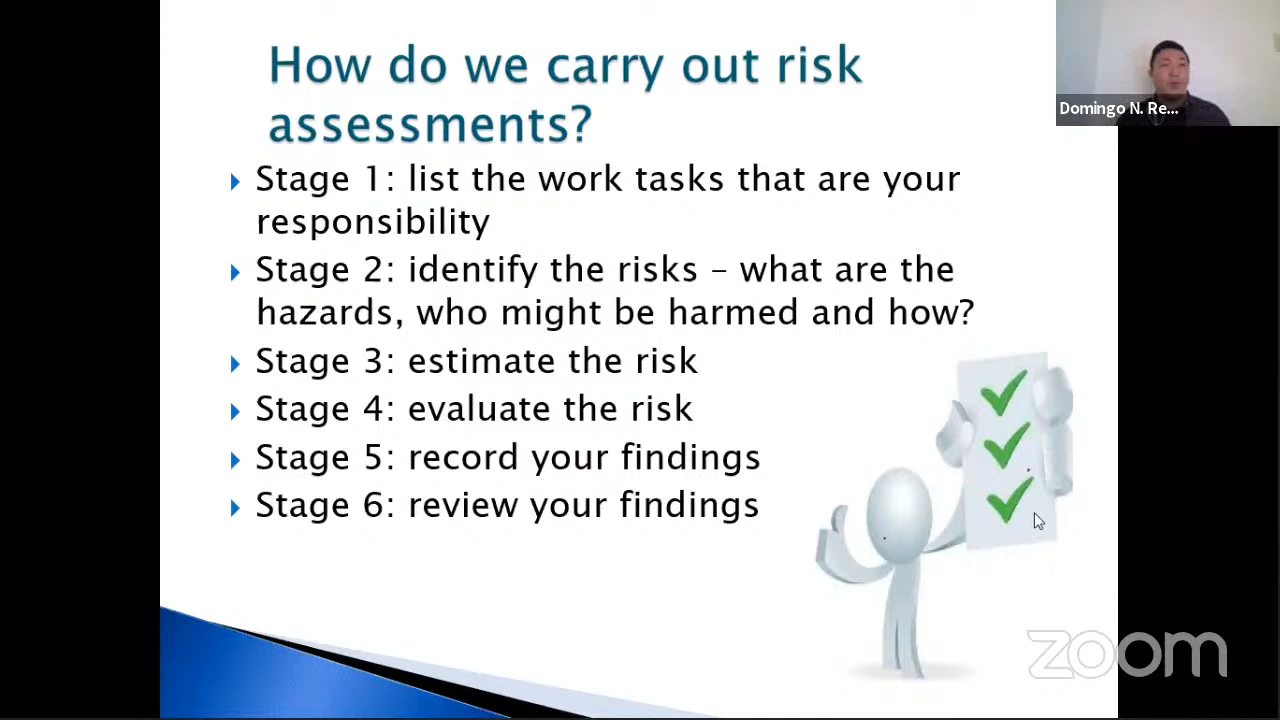 How do we carry out risk
assessments?
Stage 1: list the work tasks that are your
responsibility
Stage 2: identify the risks – what are the
hazards, who might be harmed and how?
Stage 3: estimate the risk
Stage 4: evaluate the risk
Stage 5: record your findings
Stage 6: review your findings
Domingo N. Re...
zoom